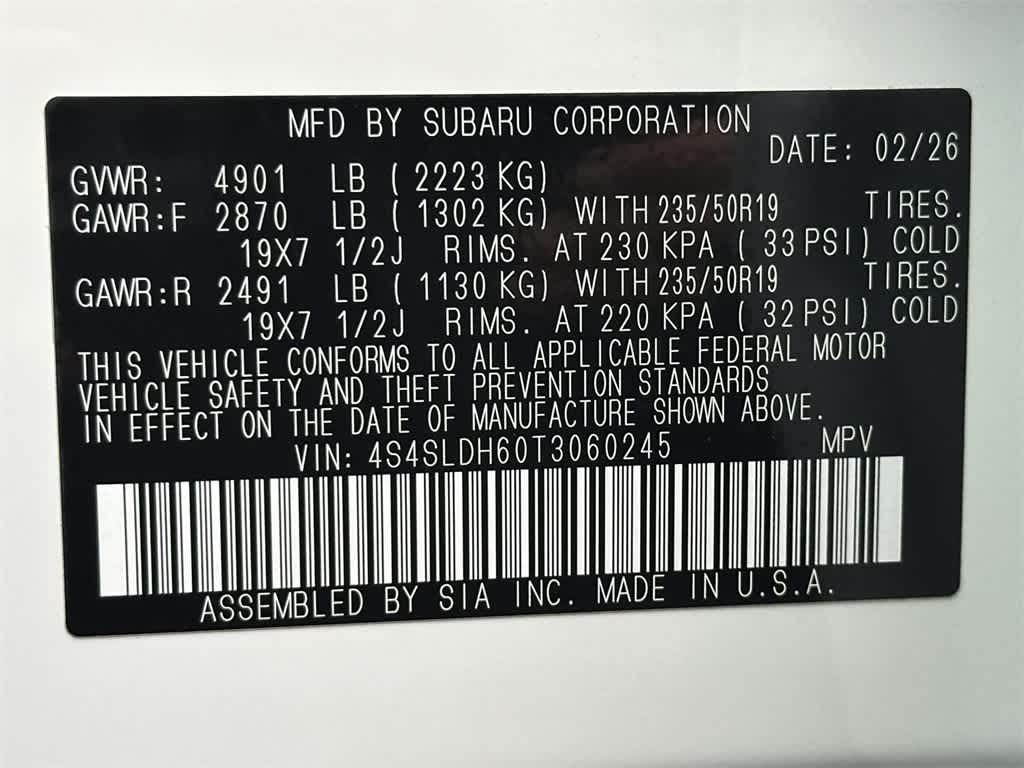 MFD BY SUBARU CORPORATION
DATE: 02/26
GVWR: 4901 LB ( 2223 KG)
GAWR:F 2870 LB ( 1302 KG) WITH 235/50R19 TIRES.
19X7 1/2J RIMS. AT 230 KPA ( 33 PSI) COLD
GAWR:R 2491 LB ( 1130 KG) WITH 235/50R19 TIRES.
19X7 1/2J RIMS. AT 220 KPA ( 32 PSI) COLD
THIS VEHICLE CONFORMS TO ALL APPLICABLE FEDERAL MOTOR
VEHICLE SAFETY AND THEFT PREVENTION STANDARDS
IN EFFECT ON THE DATE OF MANUFACTURE SHOWN ABOVE.
VIN: 4S4SLDH60T3060245 MPV
ASSEMBLED BY SIA INC. MADE IN U.S.A.